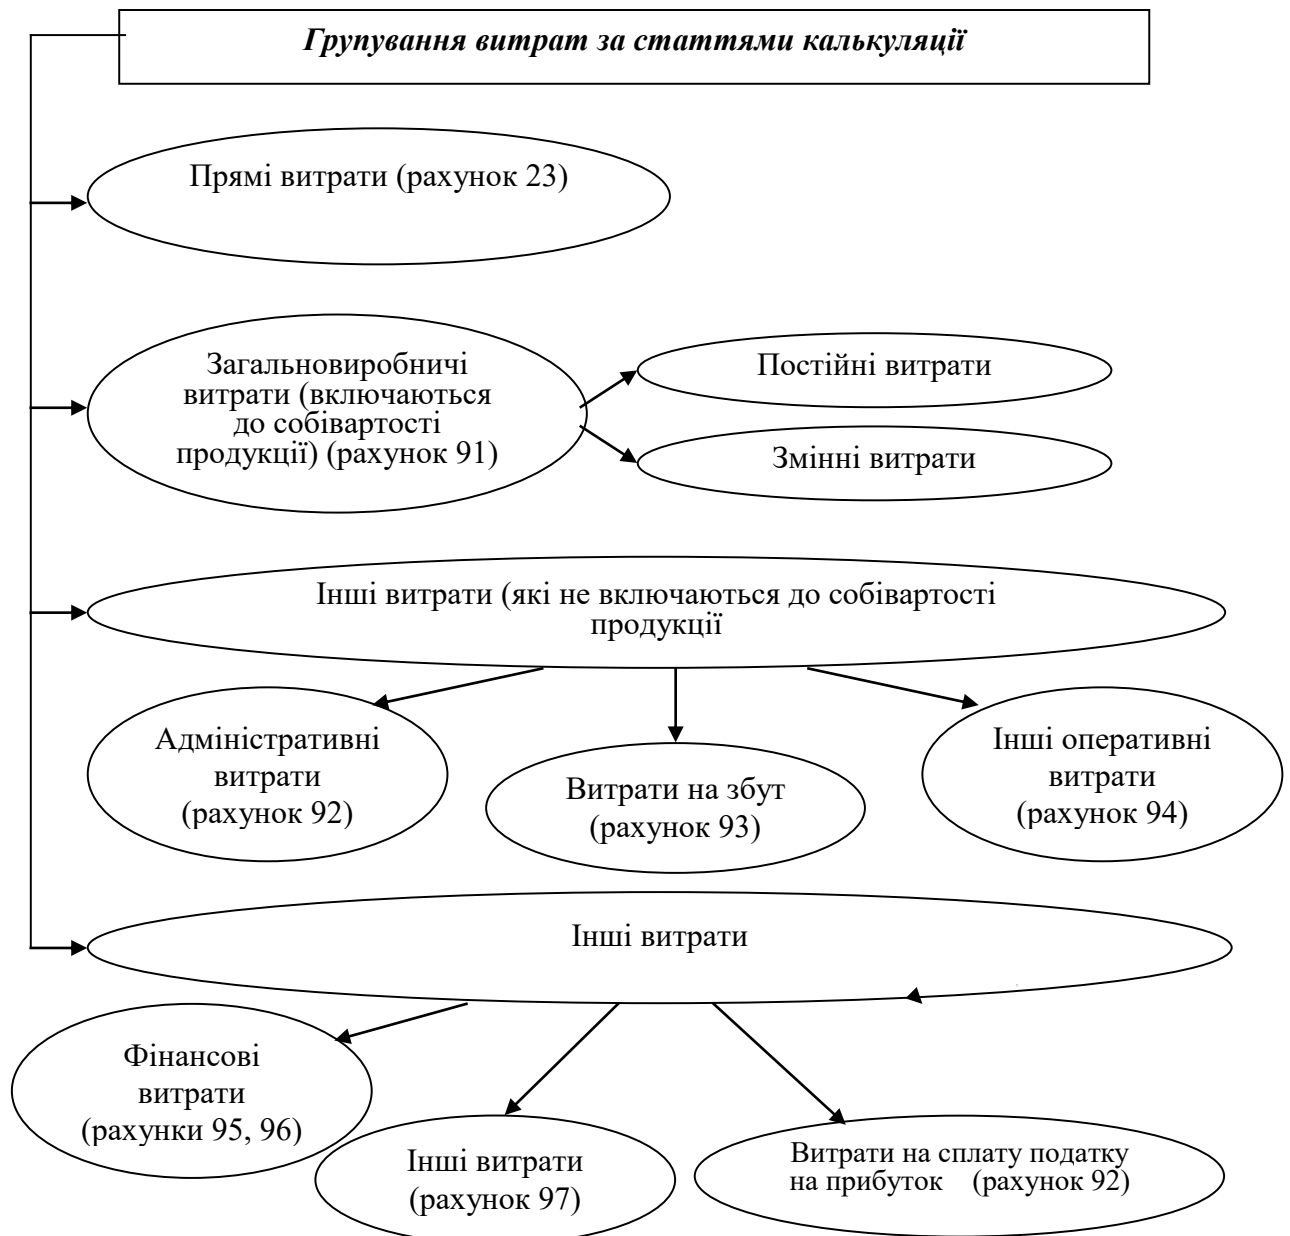 Групування витрат за статтями калькуляції
Прямі витрати (рахунок 23)
Загальновиробничі
витрати (включаються
до собівартості
продукції) (рахунок 91)
Постійні витрати
Змінні витрати
Інші витрати (які не включаються до собівартості
продукції
Адміністративні
витрати
(рахунок 92)
Витрати на збут
(рахунок 93)
Інші оперативні
витрати
(рахунок 94)
Інші витрати
Фінансові
витрати
(рахунки 95, 96)
Інші витрати
(рахунок 97)
Витрати на сплату податку
на прибуток (рахунок 92)